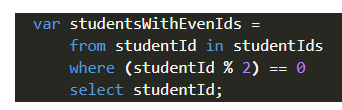 var studentsWithEvenIds =
from studentId in studentIds
where (studentId % 2) == 0
select studentId;